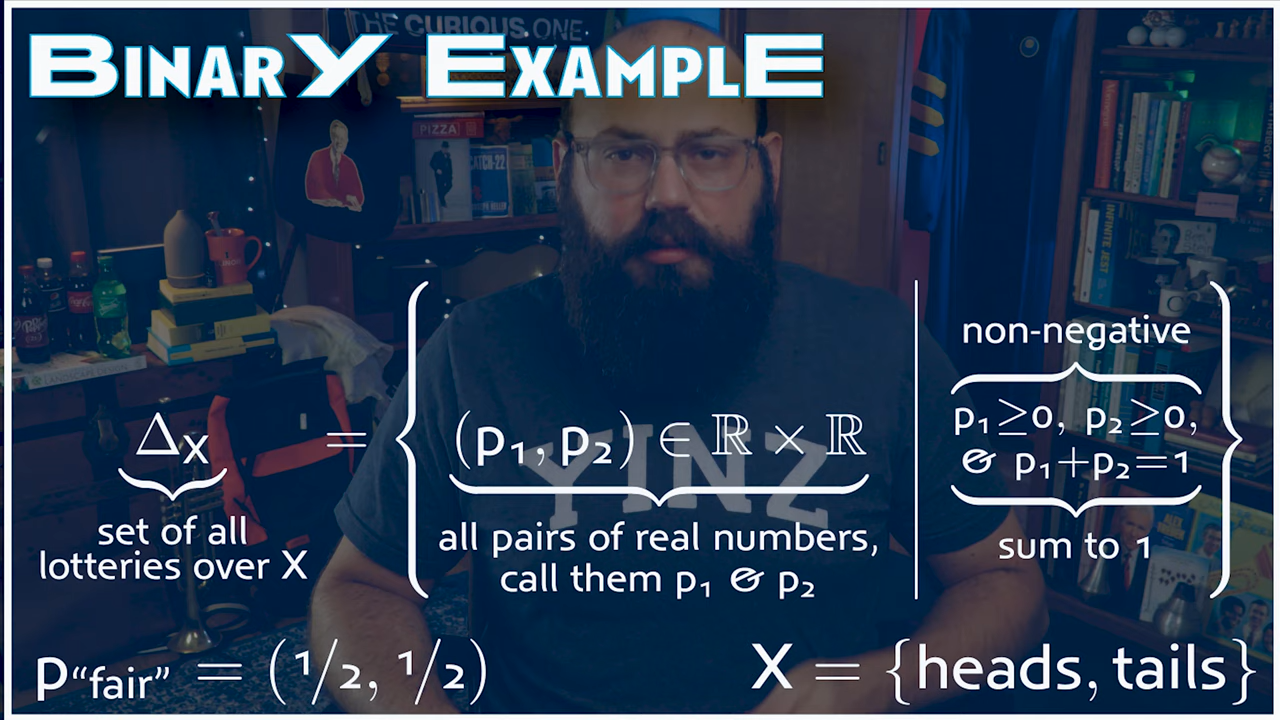 THE CURIOUS ONE
BINARY EXAMPLE
PIZZA
CATCH-22
INFINITE JEST
YINZ
non-negative
p₁≥0, p₂≥0,
& p₁+p₂=1
sum to 1
Δₓ = { (p₁, p₂) ∈ ℝ × ℝ | }
set of all
lotteries over X
all pairs of real numbers,
call them p₁ & p₂
LANDSCAPE DESIGN
p“fair” = (1/2, 1/2)
X = {heads, tails}